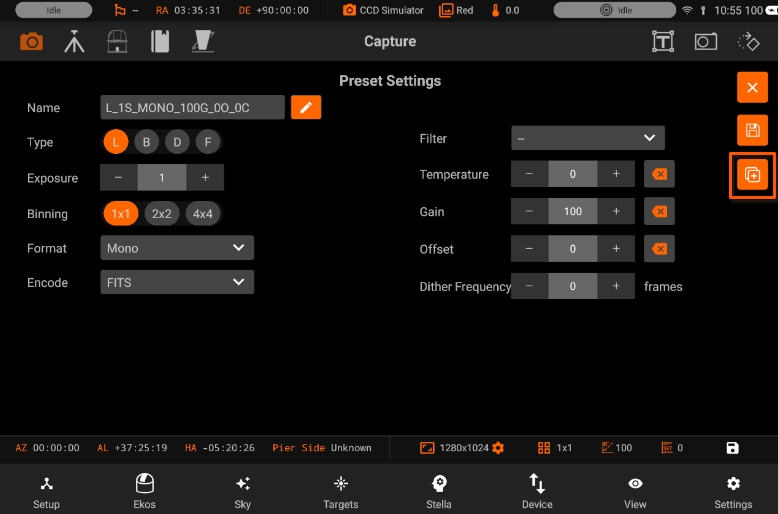 Idle -- RA 03:35:31 DE +90:00:00 CCD Simulator Red 0.0 Idle 10:55 100
Capture
Preset Settings
Name L_1S_MONO_100G_0O_0C
Type L B D F
Exposure − 1 +
Binning 1x1 2x2 4x4
Format Mono
Encode FITS
Filter --
Temperature − 0 +
Gain − 100 +
Offset − 0 +
Dither Frequency − 0 + frames
AZ 00:00:00 AL +37:25:19 HA -05:20:26 Pier Side Unknown 1280x1024 1x1 100 0
Setup Ekos Sky Targets Stella Device View Settings